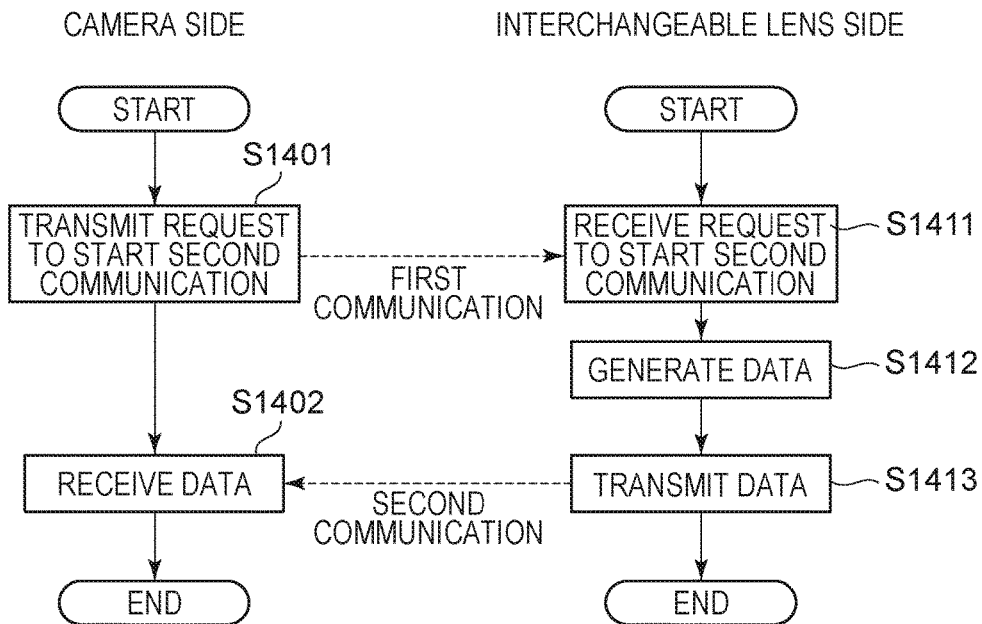 CAMERA SIDE
INTERCHANGEABLE LENS SIDE
START
START
S1401
TRANSMIT REQUEST
TO START SECOND
COMMUNICATION
RECEIVE REQUEST
TO START SECOND
COMMUNICATION
S1411
FIRST
COMMUNICATION
GENERATE DATA
S1412
S1402
RECEIVE DATA
TRANSMIT DATA
S1413
SECOND
COMMUNICATION
END
END